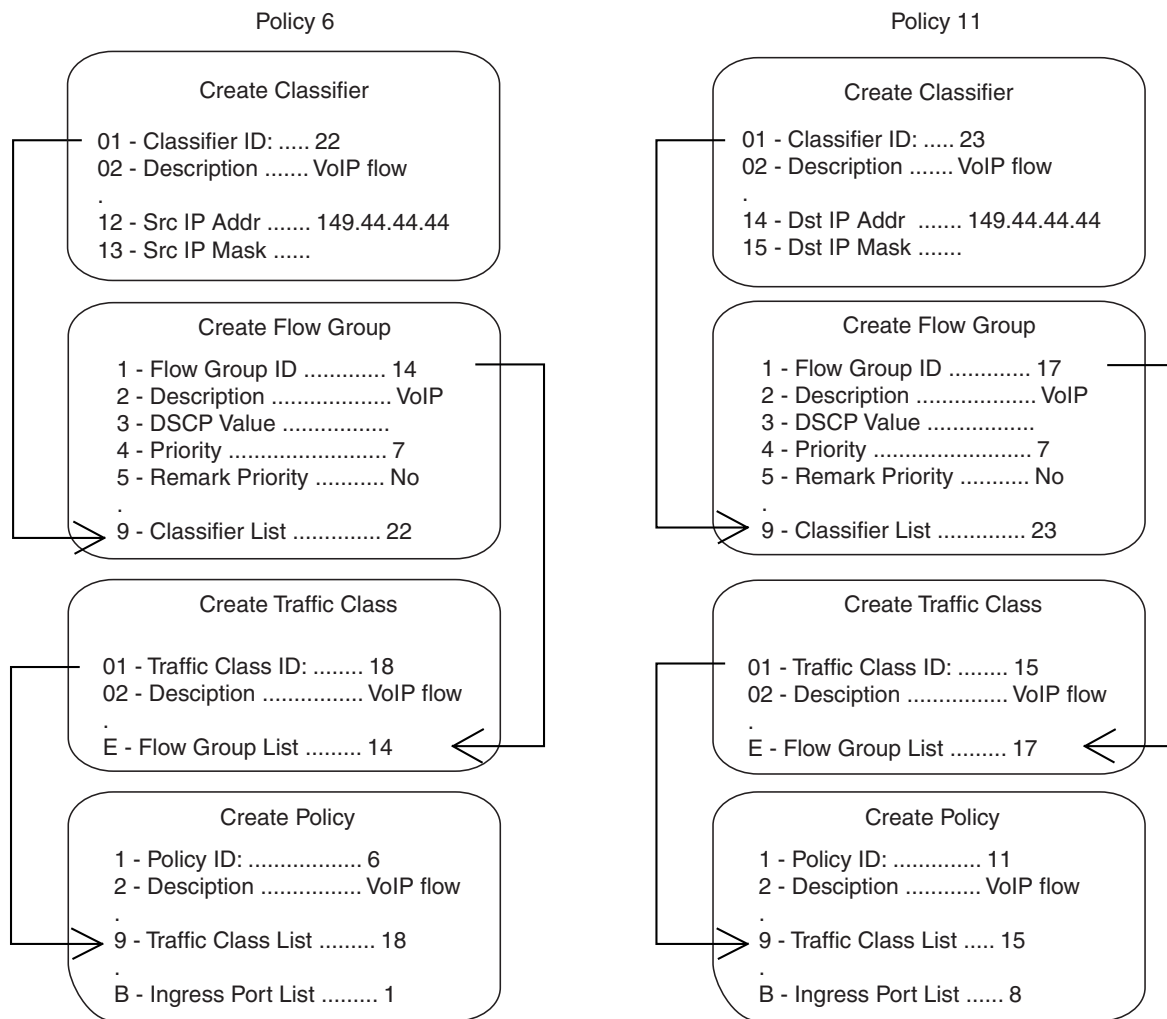 Policy 6
Create Classifier
01 - Classifier ID: ..... 22
02 - Description ....... VoIP flow
.
12 - Src IP Addr ....... 149.44.44.44
13 - Src IP Mask ......
Create Flow Group
1 - Flow Group ID ............. 14
2 - Description ................... VoIP
3 - DSCP Value .................
4 - Priority ............................ 7
5 - Remark Priority ........... No
.
9 - Classifier List .............. 22
Create Traffic Class
01 - Traffic Class ID: ........ 18
02 - Desciption ................ VoIP flow
.
E - Flow Group List ......... 14
Create Policy
1 - Policy ID: .................. 6
2 - Desciption ................ VoIP flow
.
9 - Traffic Class List ......... 18
.
B - Ingress Port List ......... 1
Policy 11
Create Classifier
01 - Classifier ID: ..... 23
02 - Description ....... VoIP flow
.
14 - Dst IP Addr ....... 149.44.44.44
15 - Dst IP Mask .......
Create Flow Group
1 - Flow Group ID ............. 17
2 - Description ................... VoIP
3 - DSCP Value .................
4 - Priority ............................ 7
5 - Remark Priority ........... No
.
9 - Classifier List .............. 23
Create Traffic Class
01 - Traffic Class ID: ........ 15
02 - Desciption ................ VoIP flow
.
E - Flow Group List ......... 17
Create Policy
1 - Policy ID: .............. 11
2 - Desciption ................ VoIP flow
.
9 - Traffic Class List ..... 15
.
B - Ingress Port List ...... 8